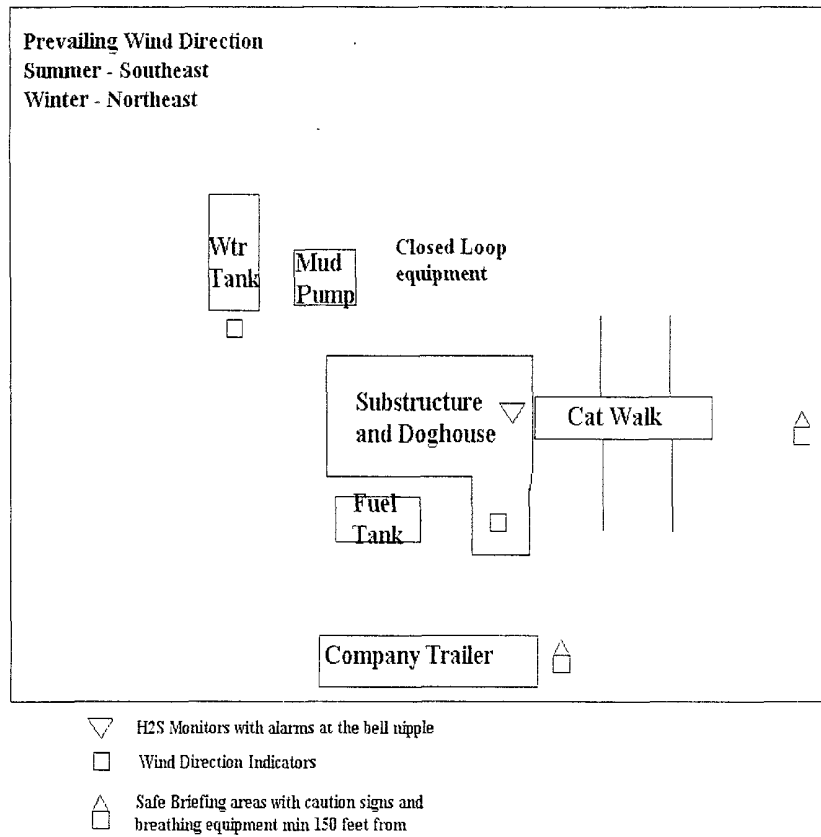 Prevailing Wind Direction
Summer - Southeast
Winter - Northeast
Wtr
Tank
Mud
Pump
Closed Loop
equipment
Substructure
and Doghouse
Cat Walk
Fuel
Tank
Company Trailer
H2S Monitors with alarms at the bell nipple
Wind Direction Indicators
Safe Briefing areas with caution signs and
breathing equipment min 150 feet from